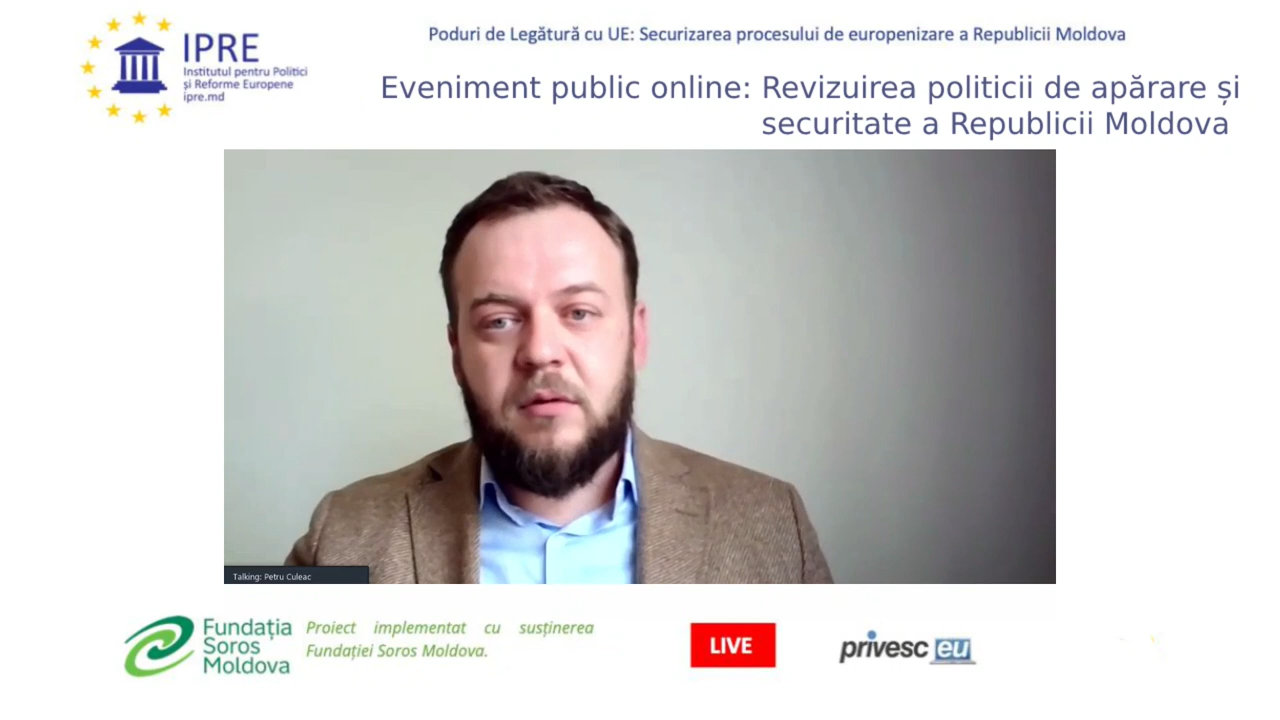 IPRE
Institutul pentru Politici
și Reforme Europene
ipre.md
Poduri de Legătură cu UE: Securizarea procesului de europenizare a Republicii Moldova
Eveniment public online: Revizuirea politicii de apărare și
securitate a Republicii Moldova
Talking: Petru Culeac
Fundația
Soros
Moldova
Proiect implementat cu susținerea
Fundației Soros Moldova.
LIVE
privesc eu